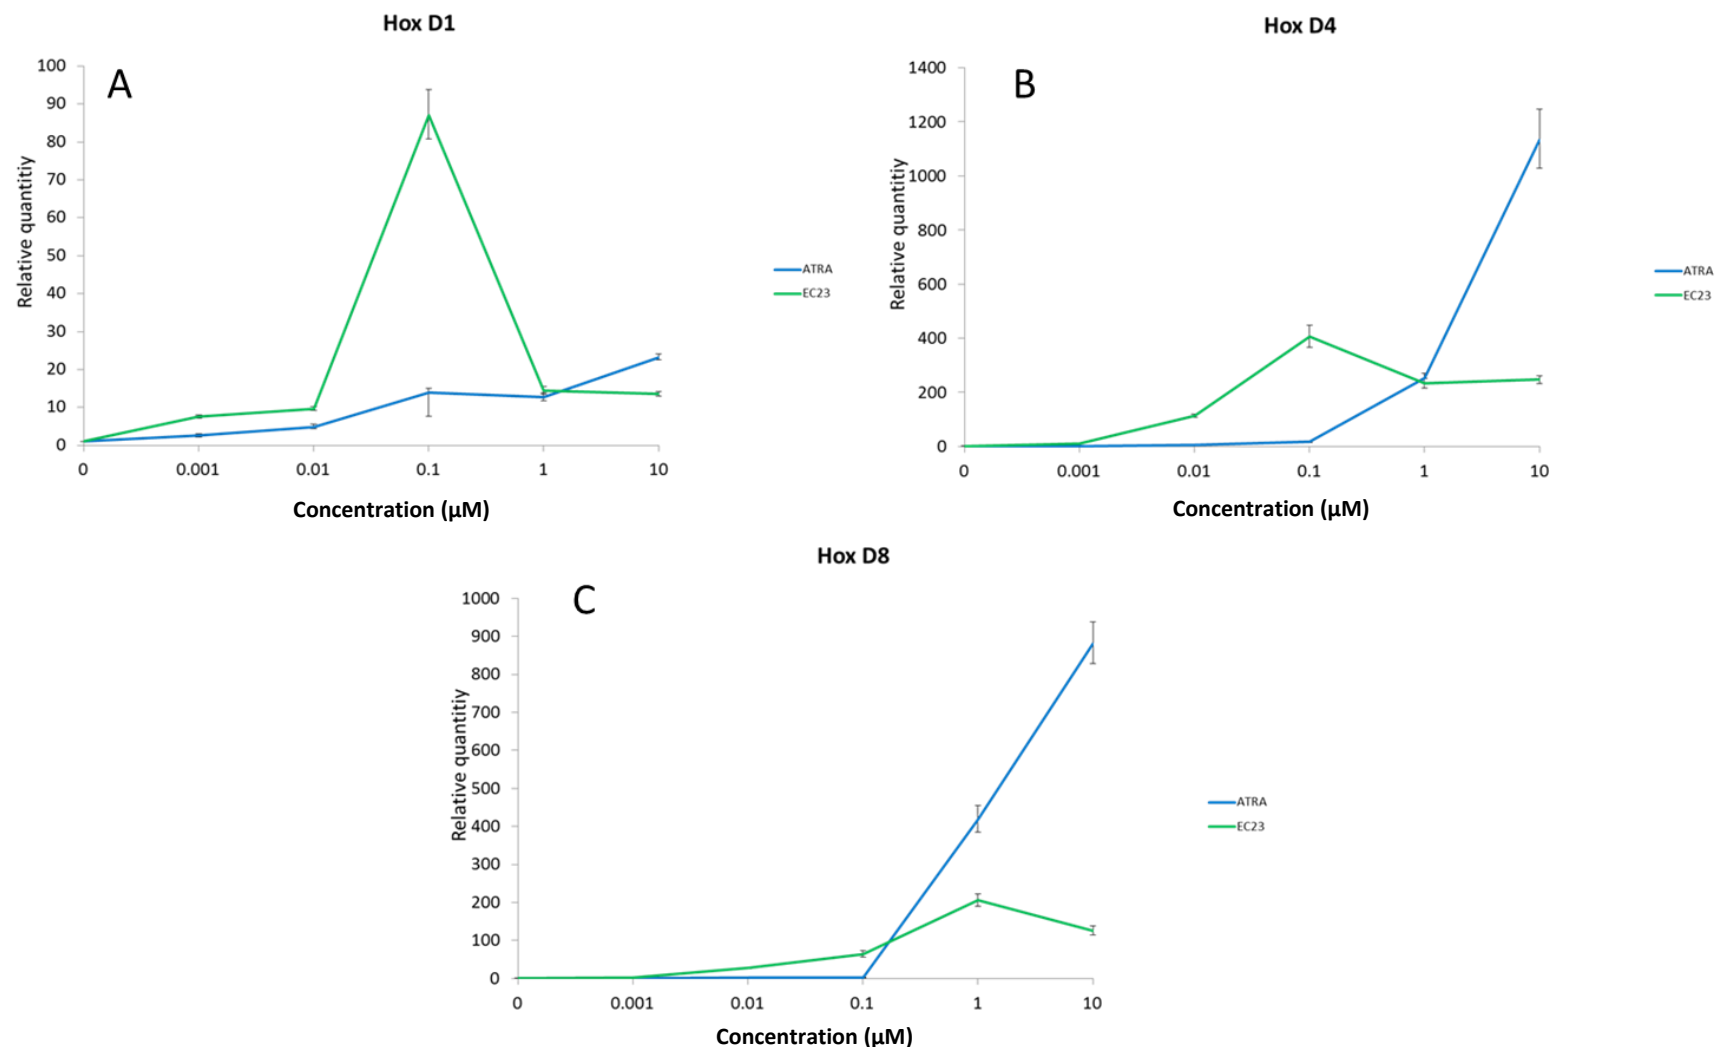 Hox D1
A
100
90
80
70
60
50
40
30
20
10
0
Relative quantitiy
0 0.001 0.01 0.1 1 10
Concentration (µM)
ATRA
EC23
Hox D4
B
1400
1200
1000
800
600
400
200
0
Relative quantitiy
0 0.001 0.01 0.1 1 10
Concentration (µM)
ATRA
EC23
Hox D8
C
1000
900
800
700
600
500
400
300
200
100
0
Relative quantitiy
0 0.001 0.01 0.1 1 10
Concentration (µM)
ATRA
EC23